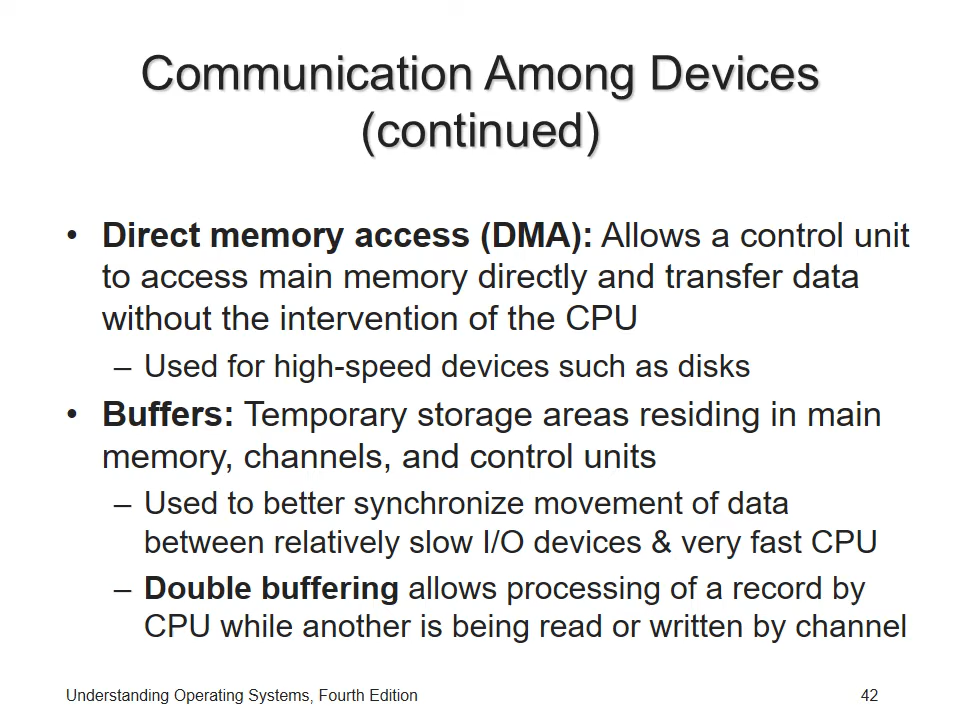 Communication Among Devices
(continued)
• Direct memory access (DMA): Allows a control unit
to access main memory directly and transfer data
without the intervention of the CPU
– Used for high-speed devices such as disks
• Buffers: Temporary storage areas residing in main
memory, channels, and control units
– Used to better synchronize movement of data
between relatively slow I/O devices & very fast CPU
– Double buffering allows processing of a record by
CPU while another is being read or written by channel
Understanding Operating Systems, Fourth Edition 42